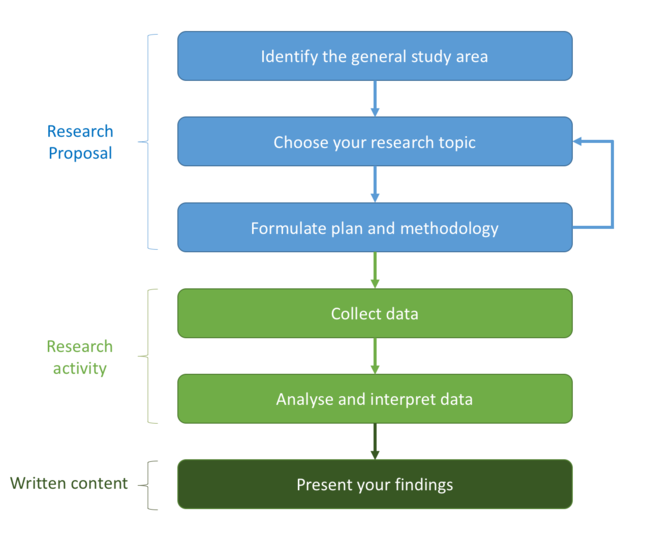 Identify the general study area
Research
Proposal
Choose your research topic
Formulate plan and methodology
Collect data
Research
activity
Analyse and interpret data
Written content
Present your findings